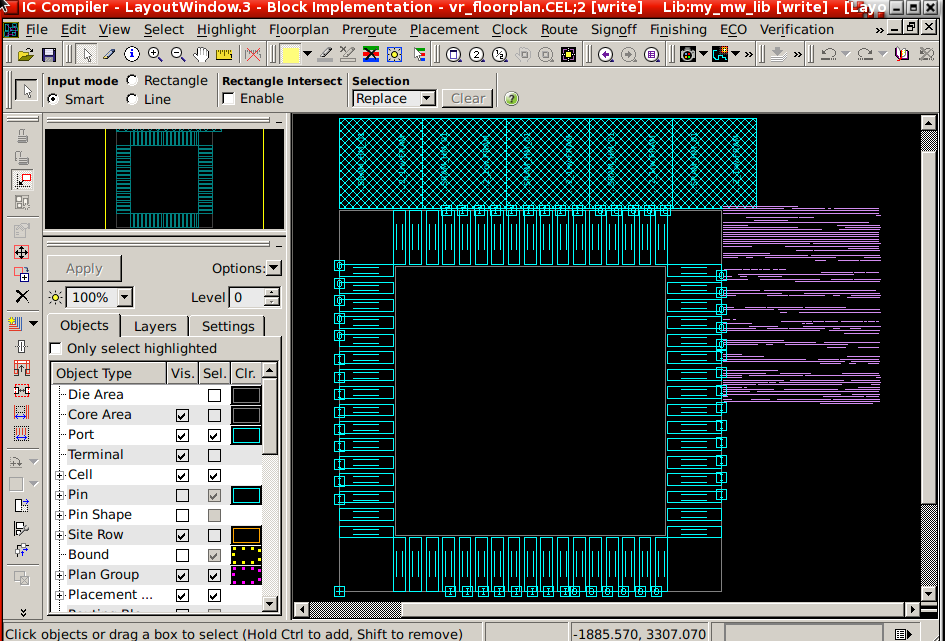 IC Compiler - LayoutWindow.3 - Block Implementation - vr_floorplan.CEL;2 [write]    Lib:my_mw_lib [write] - [Layo
File Edit View Select Highlight Floorplan Preroute Placement Clock Route Signoff Finishing ECO Verification »
Input mode Rectangle Rectangle Intersect Selection
Smart Line Enable Replace Clear
Apply Options:
100% Level 0
Objects Layers Settings
Only select highlighted
Object Type Vis. Sel. Clr.
Die Area
Core Area
Port
Terminal
Cell
Pin
Pin Shape
Site Row
Bound
Plan Group
Placement ...
Click objects or drag a box to select (Hold Ctrl to add, Shift to remove) -1885.570, 3307.070